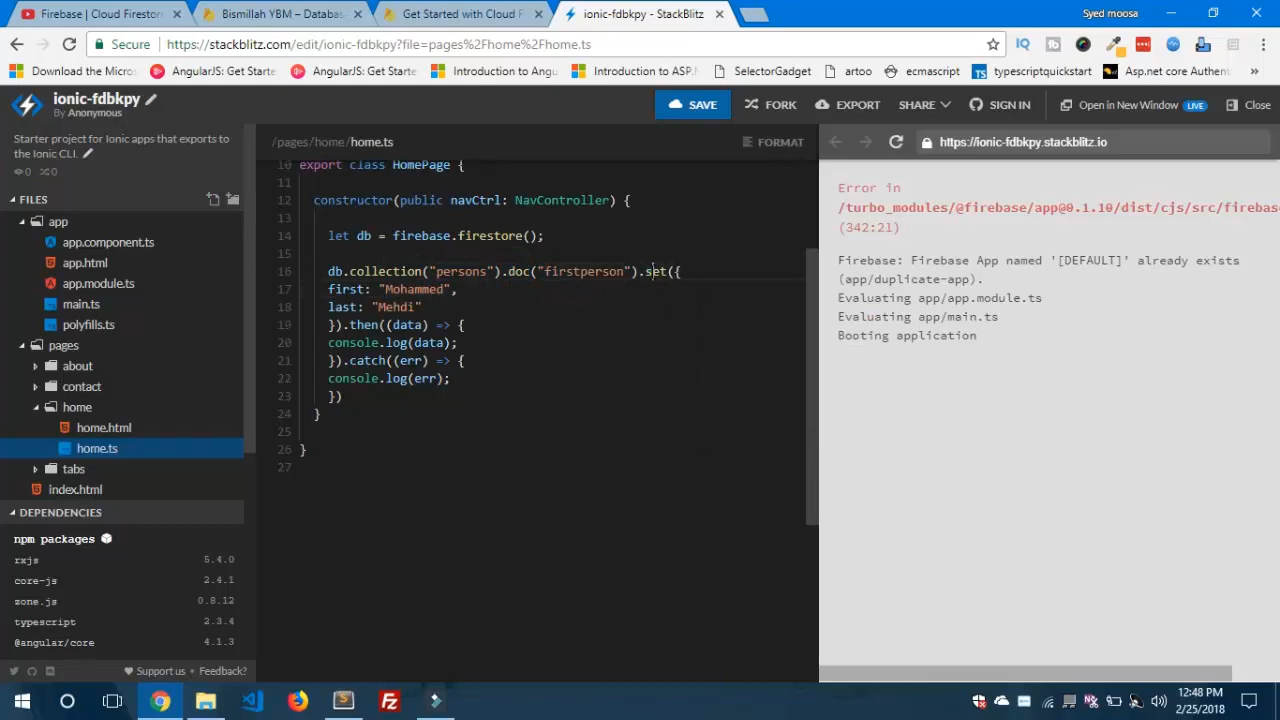 Firebase | Cloud Firestor
Bismillah YBM – Databas
Get Started with Cloud F
ionic-fdbkpy - StackBlitz
Syed moosa
Secure
https://stackblitz.com/edit/ionic-fdbkpy?file=pages%2Fhome%2Fhome.ts
Download the Micros
AngularJS: Get Starte
AngularJS: Get Starte
Introduction to Angu
Introduction to ASP.N
SelectorGadget
artoo
ecmascript
typescriptquickstart
Asp.net core Authent
»
ionic-fdbkpy
By Anonymous
SAVE
FORK
EXPORT
SHARE
SIGN IN
Open in New Window
LIVE
Close
Starter project for Ionic apps that exports to
the Ionic CLI.
0
0
FILES
app
app.component.ts
app.html
app.module.ts
main.ts
polyfills.ts
pages
about
contact
home
home.html
home.ts
tabs
index.html
DEPENDENCIES
npm packages
rxjs 5.4.0
core-js 2.4.1
zone.js 0.8.12
typescript 2.3.4
@angular/core 4.1.3
Support us • Feedback?
/pages/home/home.ts
FORMAT
10 export class HomePage {
11
12 constructor(public navCtrl: NavController) {
13
14 let db = firebase.firestore();
15
16 db.collection("persons").doc("firstperson").set({
17 first: "Mohammed",
18 last: "Mehdi"
19 }).then((data) => {
20 console.log(data);
21 }).catch((err) => {
22 console.log(err);
23 })
24 }
25
26 }
27
https://ionic-fdbkpy.stackblitz.io
Error in
/turbo_modules/@firebase/app@0.1.10/dist/cjs/src/firebas
(342:21)
Firebase: Firebase App named '[DEFAULT]' already exists
(app/duplicate-app).
Evaluating app/app.module.ts
Evaluating app/main.ts
Booting application
12:48 PM
2/25/2018